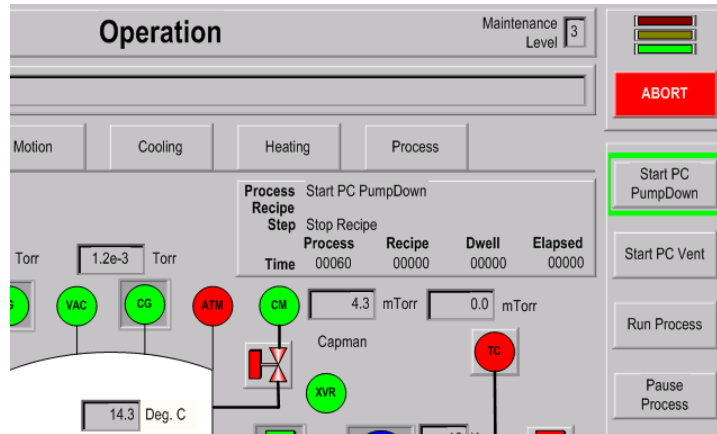 Operation
Maintenance
Level 3
ABORT
Motion Cooling Heating Process
Start PC
PumpDown
Process Start PC PumpDown
Recipe
Step Stop Recipe
Process Recipe Dwell Elapsed
Time 00060 00000 00000 00000
Torr 1.2e-3 Torr
Start PC Vent
VAC CG ATM CM 4.3 mTorr 0.0 mTorr
Capman
TC
Run Process
XVR
14.3 Deg. C
Pause
Process